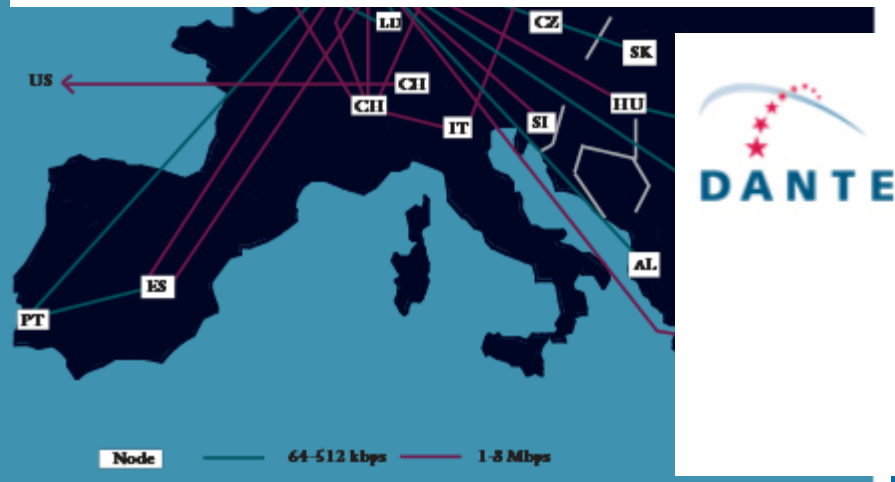 LU
CZ
SK
US
CH
CH
HU
IT
SI
DANTE
AL
ES
PT
Node 64-512 kbps 1-8 Mbps